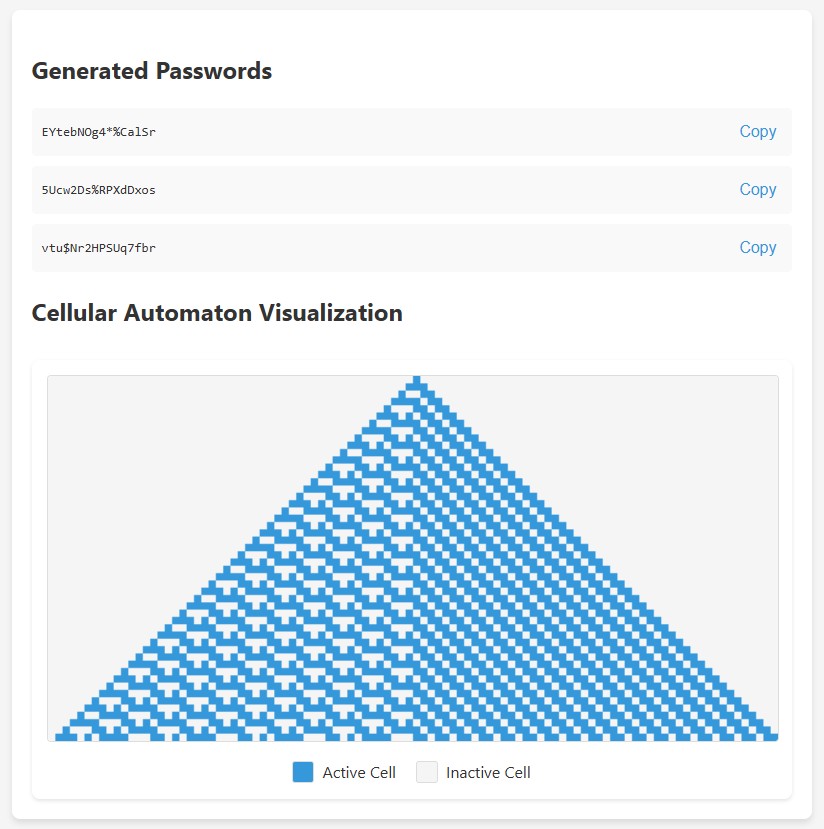 Generated Passwords
EYtebNOg4*%CalSr Copy
5Ucw2Ds%RPXdDxos Copy
vtu$Nr2HPSUq7fbr Copy
Cellular Automaton Visualization
Active Cell Inactive Cell